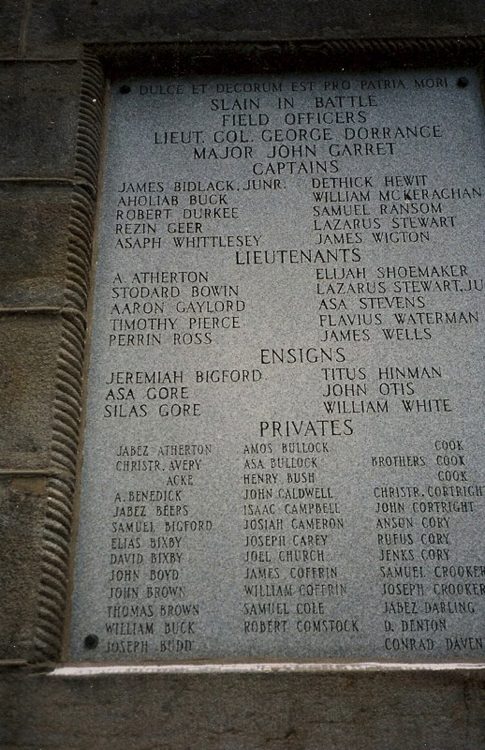 DULCE ET DECORUM EST PRO PATRIA MORI
SLAIN IN BATTLE
FIELD OFFICERS
LIEUT. COL. GEORGE DORRANCE
MAJOR JOHN GARRET
CAPTAINS
JAMES BIDLACK, JUNR. DETHICK HEWIT
AHOLIAB BUCK WILLIAM MCKERACHAN
ROBERT DURKEE SAMUEL RANSOM
REZIN GEER LAZARUS STEWART
ASAPH WHITTLESEY JAMES WIGTON
LIEUTENANTS
A. ATHERTON ELIJAH SHOEMAKER
STODARD BOWIN LAZARUS STEWART, JU
AARON GAYLORD ASA STEVENS
TIMOTHY PIERCE FLAVIUS WATERMAN
PERRIN ROSS JAMES WELLS
ENSIGNS
JEREMIAH BIGFORD TITUS HINMAN
ASA GORE JOHN OTIS
SILAS GORE WILLIAM WHITE
PRIVATES
JABEZ ATHERTON AMOS BULLOCK COOK
CHRISTR. AVERY ASA BULLOCK BROTHERS COOK
ACKE HENRY BUSH COOK
A. BENEDICK JOHN CALDWELL CHRISTR. CORTRIGH
JABEZ BEERS ISAAC CAMPBELL JOHN CORTRIGHT
SAMUEL BIGFORD JOSIAH CAMERON ANSON CORY
ELIAS BIXBY JOSEPH CAREY RUFUS CORY
DAVID BIXBY JOEL CHURCH JENKS CORY
JOHN BOYD JAMES COFFRIN SAMUEL CROOKER
JOHN BROWN WILLIAM COFFRIN JOSEPH CROOKER
THOMAS BROWN SAMUEL COLE JABEZ DARLING
WILLIAM BUCK ROBERT COMSTOCK D. DENTON
JOSEPH BUDD CONRAD DAVEN